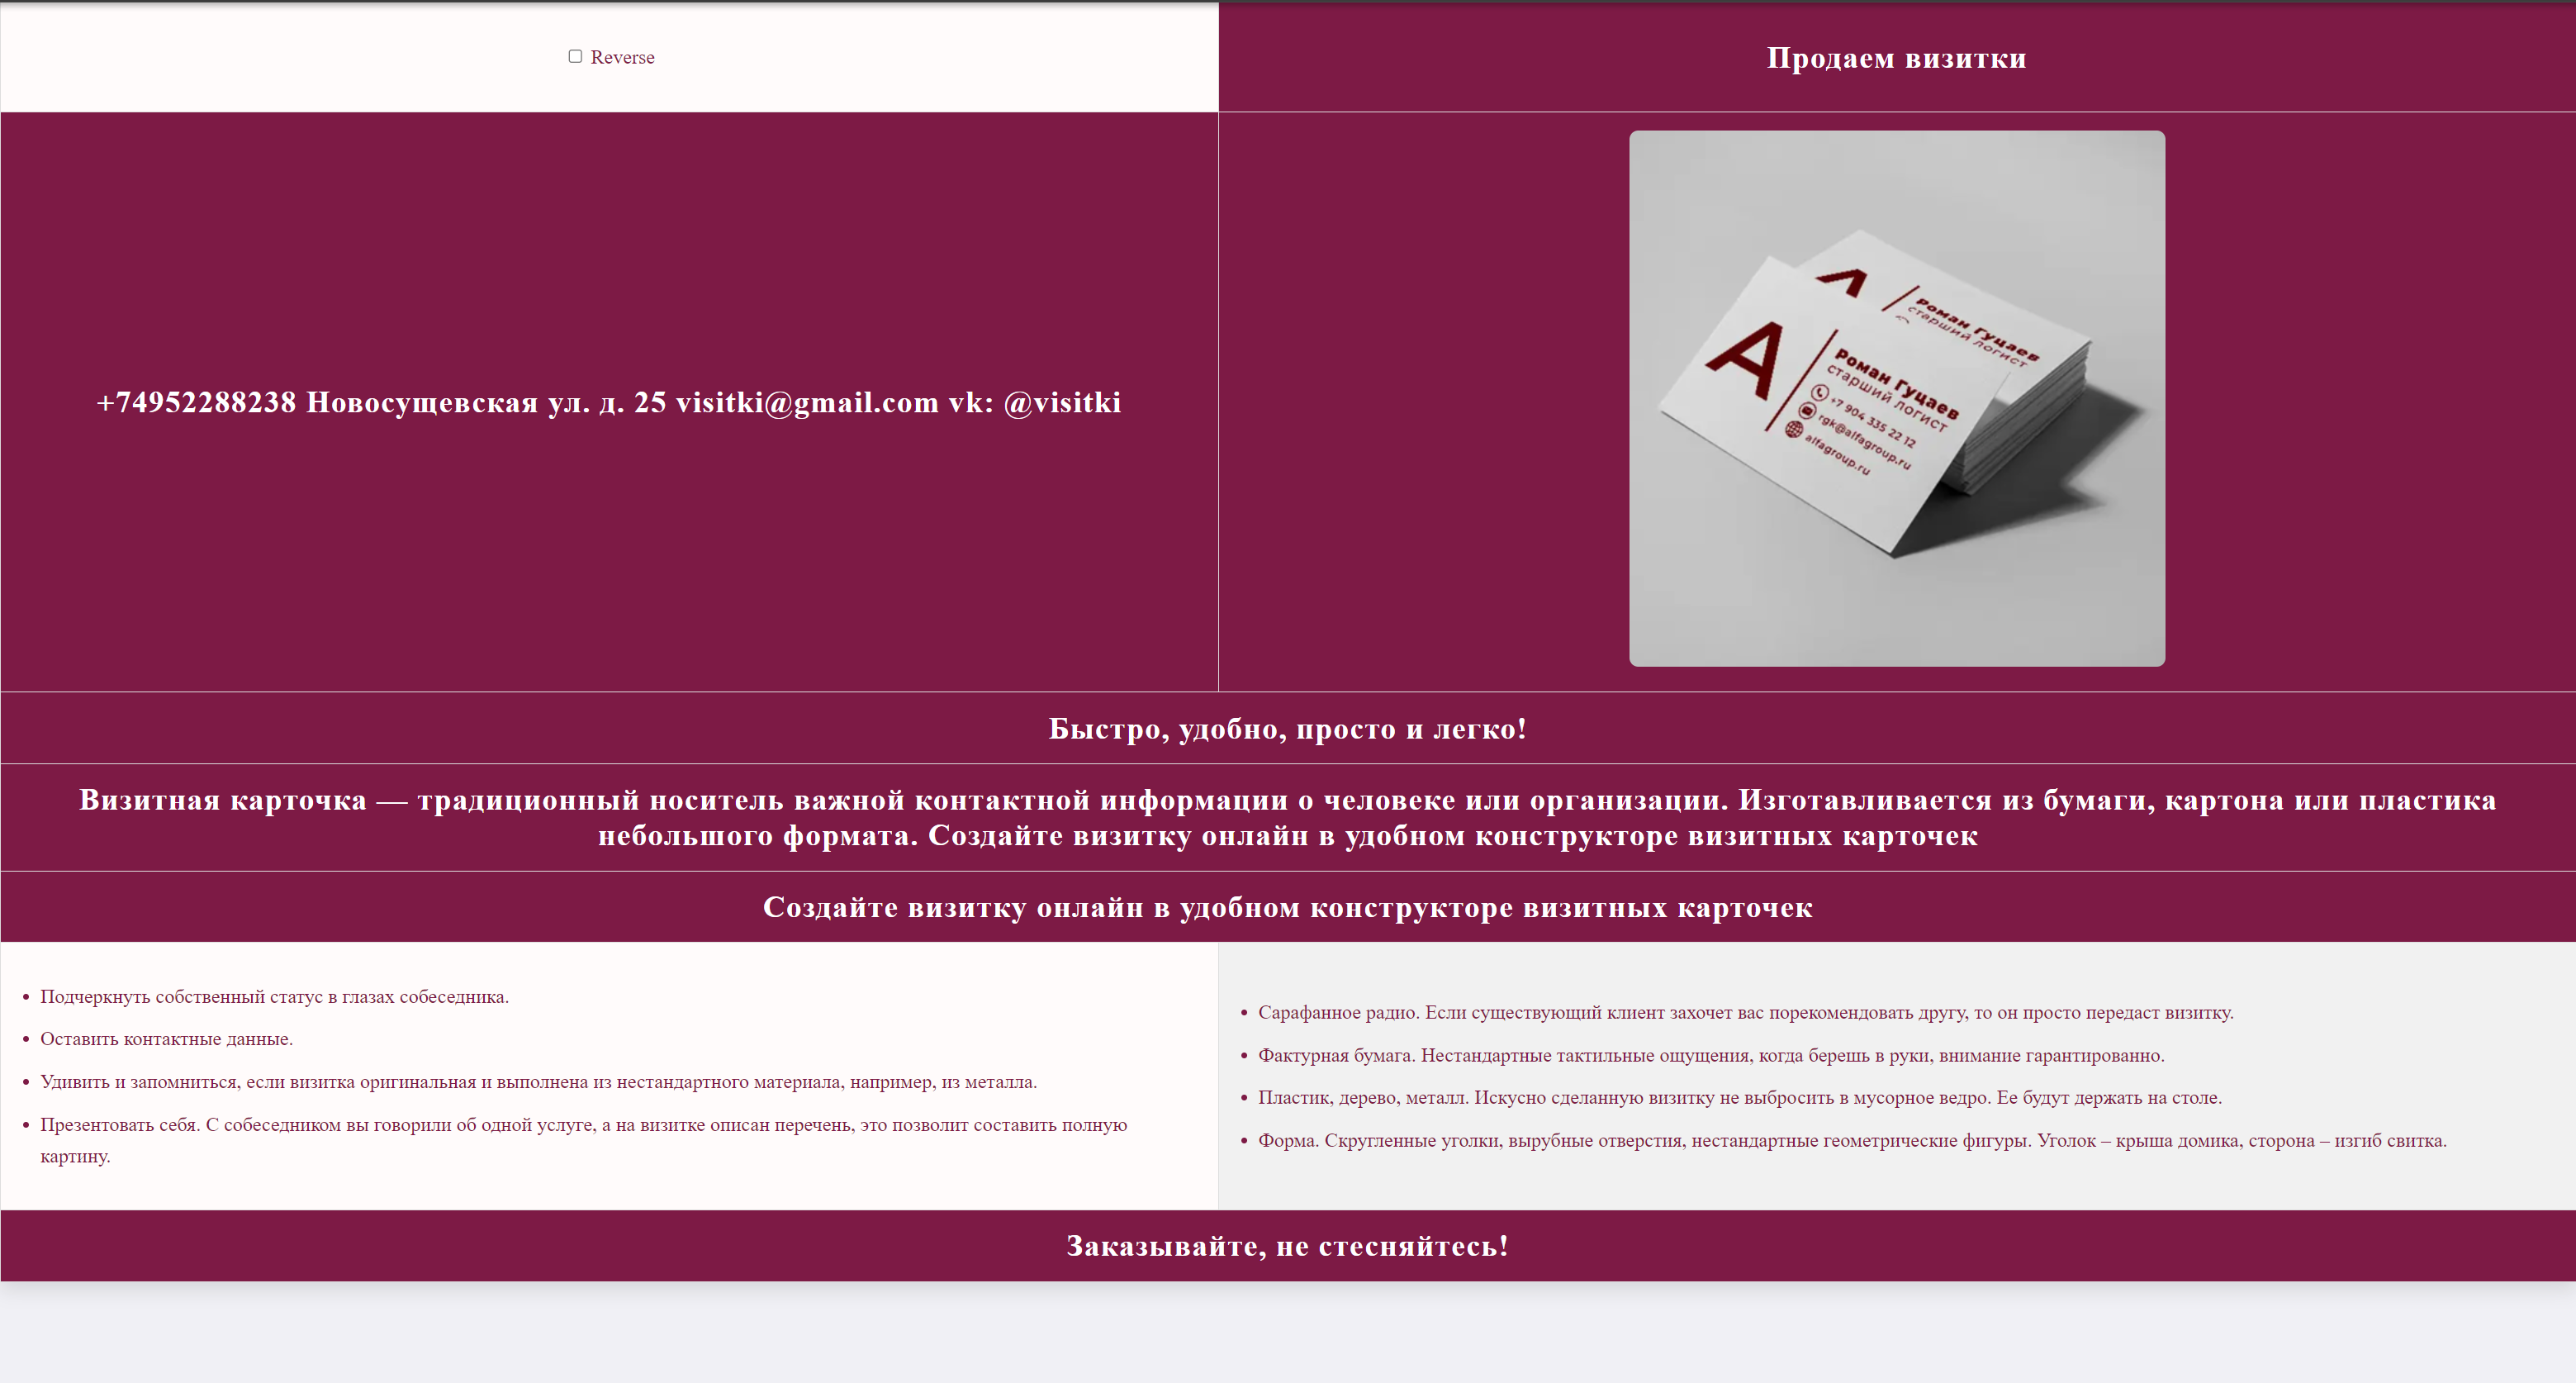 Reverse
Продаем визитки
+74952288238 Новосущевская ул. д. 25 visitki@gmail.com vk: @visitki
A
Роман Гуцаев
старший логист
A
Роман Гуцаев
старший логист
+7 904 335 22 12
rgk@alfagroup.ru
alfagroup.ru
Быстро, удобно, просто и легко!
Визитная карточка — традиционный носитель важной контактной информации о человеке или организации. Изготавливается из бумаги, картона или пластика
небольшого формата. Создайте визитку онлайн в удобном конструкторе визитных карточек
Создайте визитку онлайн в удобном конструкторе визитных карточек
• Подчеркнуть собственный статус в глазах собеседника.
• Оставить контактные данные.
• Удивить и запомниться, если визитка оригинальная и выполнена из нестандартного материала, например, из металла.
• Презентовать себя. С собеседником вы говорили об одной услуге, а на визитке описан перечень, это позволит составить полную
картину.
• Сарафанное радио. Если существующий клиент захочет вас порекомендовать другу, то он просто передаст визитку.
• Фактурная бумага. Нестандартные тактильные ощущения, когда берешь в руки, внимание гарантированно.
• Пластик, дерево, металл. Искусно сделанную визитку не выбросить в мусорное ведро. Ее будут держать на столе.
• Форма. Скругленные уголки, вырубные отверстия, нестандартные геометрические фигуры. Уголок – крыша домика, сторона – изгиб свитка.
Заказывайте, не стесняйтесь!